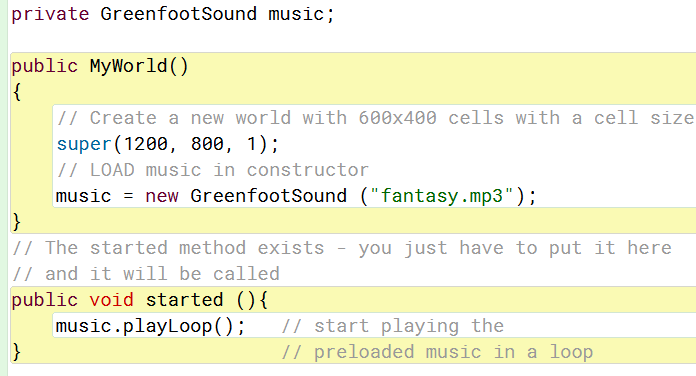 private GreenfootSound music;
public MyWorld()
{
// Create a new world with 600x400 cells with a cell size
super(1200, 800, 1);
// LOAD music in constructor
music = new GreenfootSound ("fantasy.mp3");
}
// The started method exists - you just have to put it here
// and it will be called
public void started (){
music.playLoop();   // start playing the
}                       // preloaded music in a loop